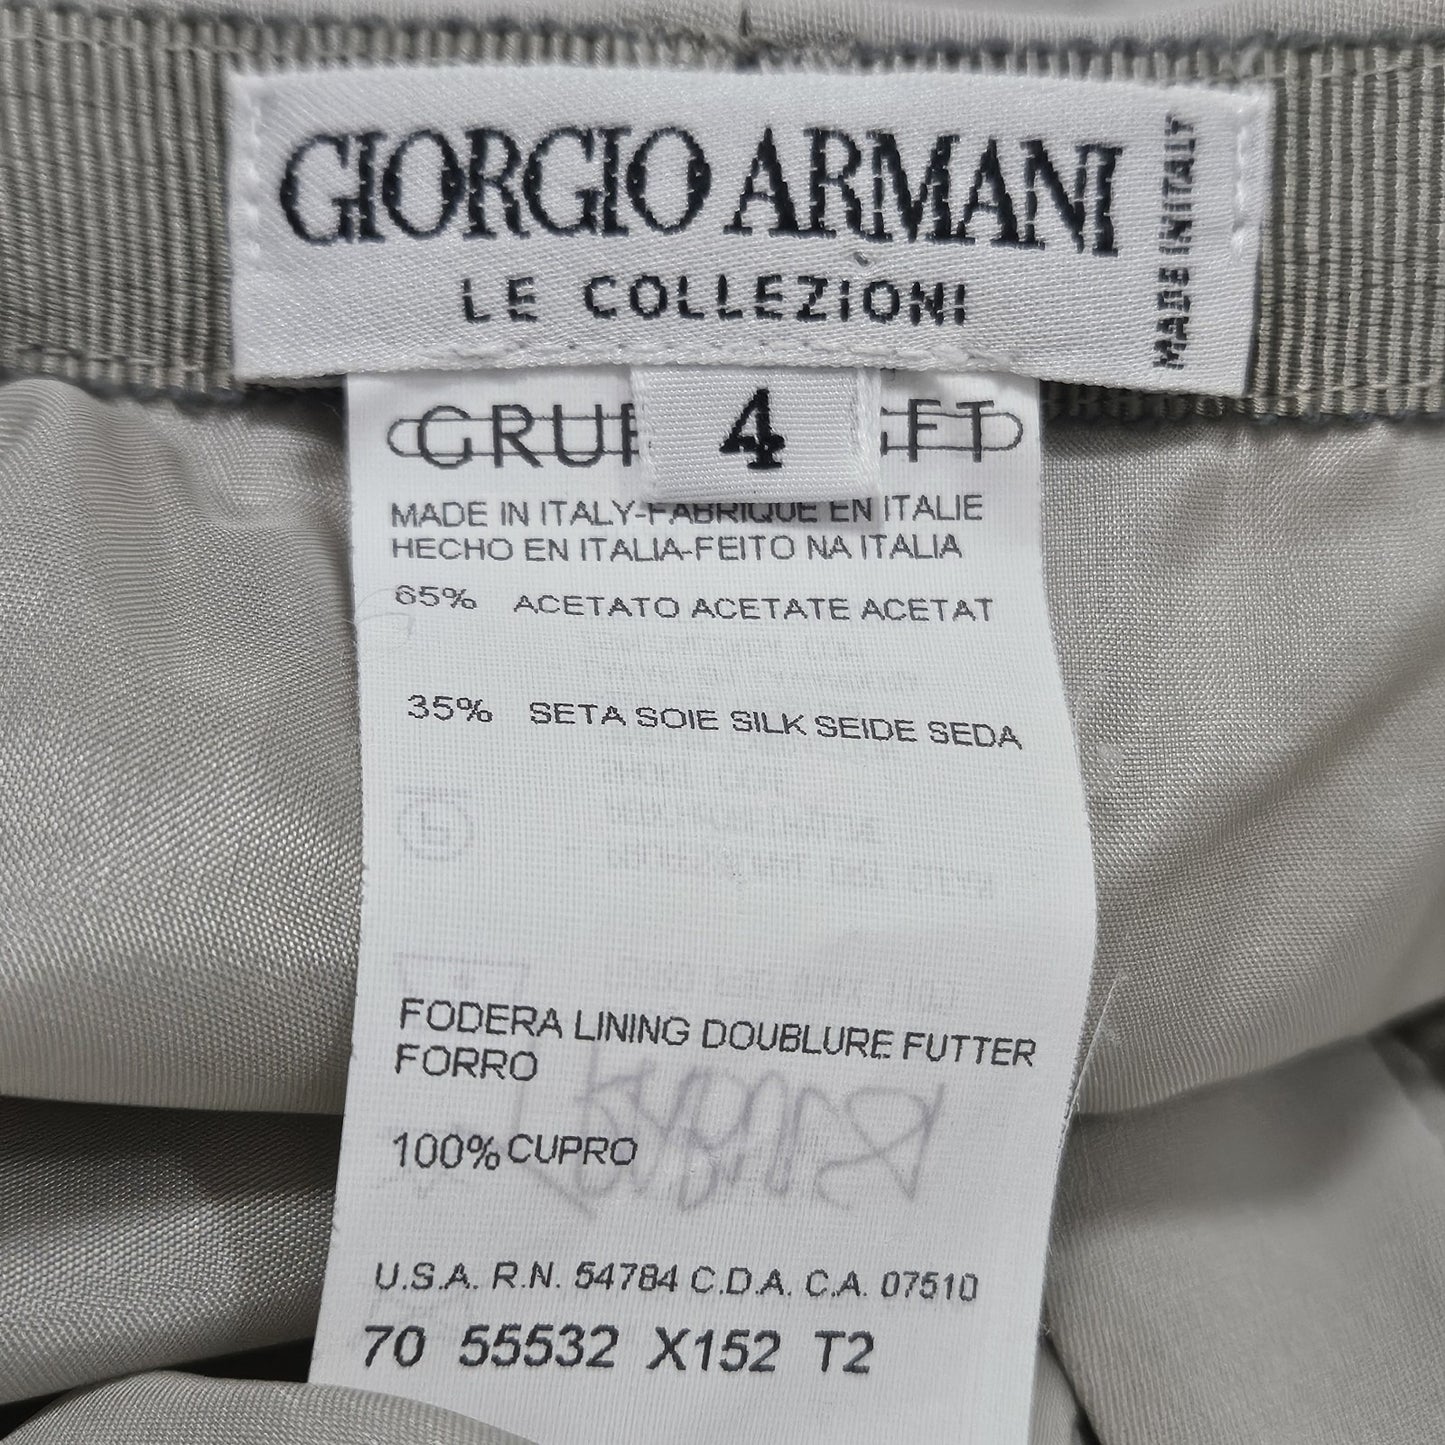 GIORGIO ARMANI
LE COLLEZIONI
MADE IN ITALY
4
MADE IN ITALY-FABRIQUE EN ITALIE
HECHO EN ITALIA-FEITO NA ITALIA
65% ACETATO ACETATE ACETAT
35% SETA SOIE SILK SEIDE SEDA
FODERA LINING DOUBLURE FUTTER
FORRO
100% CUPRO
U.S.A. R.N. 54784 C.D.A. C.A. 07510
70 55532 X152 T2